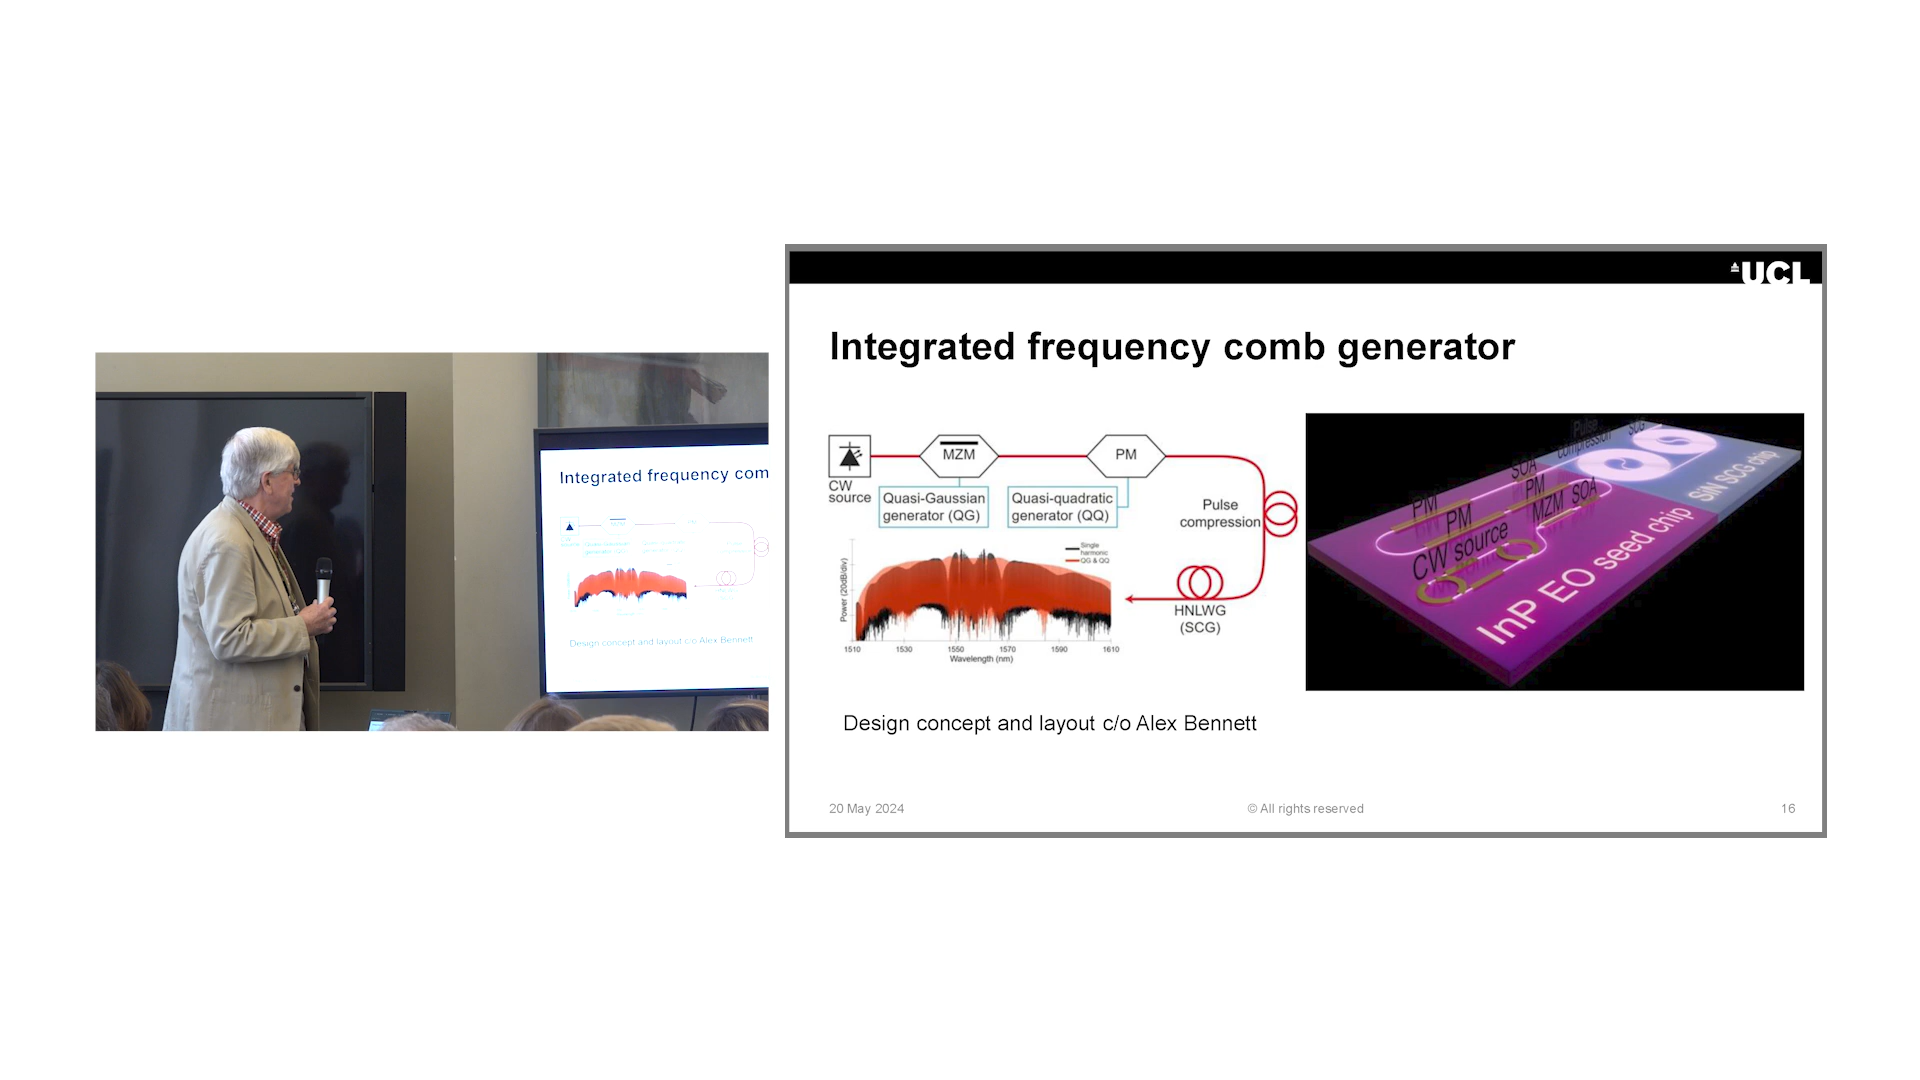 Integrated frequency com
Design concept and layout c/o Alex Bennett
UCL
Integrated frequency comb generator
CW
source
MZM
PM
Quasi-Gaussian
generator (QG)
Quasi-quadratic
generator (QQ)
Pulse
compression
HNLWG
(SCG)
Single
harmonic
QG & QQ
Power (20dB/div)
1510 1530 1550 1570 1590 1610
Wavelength (nm)
Pulse
compression
SCG
SOA
PM
PM
PM
MZM
SOA
CW source
InP EO seed chip
SiN SCG chip
Design concept and layout c/o Alex Bennett
20 May 2024
© All rights reserved
16